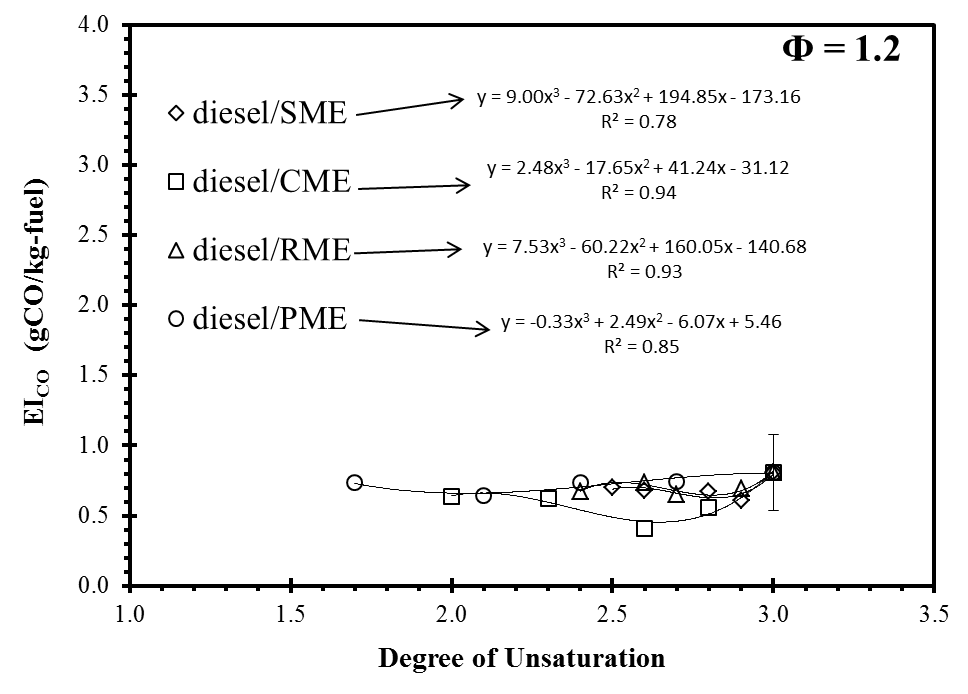 Φ = 1.2
4.0
3.5
3.0
2.5
2.0
1.5
1.0
0.5
0.0
EI_CO (gCO/kg-fuel)
diesel/SME
y = 9.00x³ - 72.63x² + 194.85x - 173.16
R² = 0.78
diesel/CME
y = 2.48x³ - 17.65x² + 41.24x - 31.12
R² = 0.94
diesel/RME
y = 7.53x³ - 60.22x² + 160.05x - 140.68
R² = 0.93
diesel/PME
y = -0.33x³ + 2.49x² - 6.07x + 5.46
R² = 0.85
1.0 1.5 2.0 2.5 3.0 3.5
Degree of Unsaturation